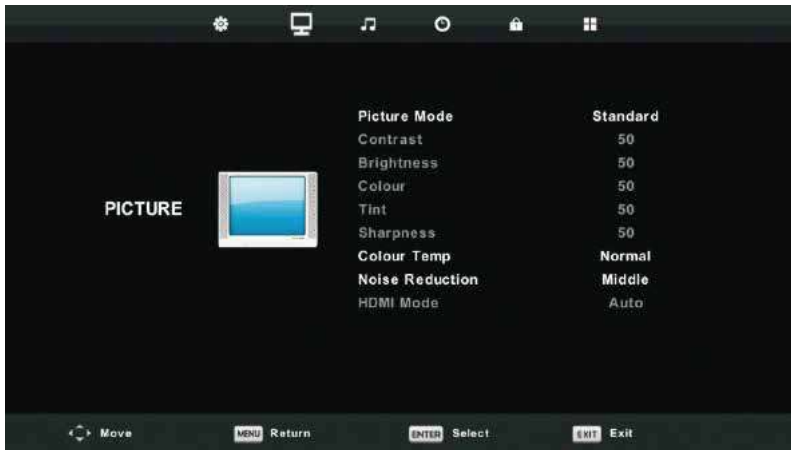 Picture Mode Standard
Contrast 50
Brightness 50
Colour 50
PICTURE
Tint 50
Sharpness 50
Colour Temp Normal
Noise Reduction Middle
HDMI Mode Auto
Move MENU Return ENTER Select EXIT Exit